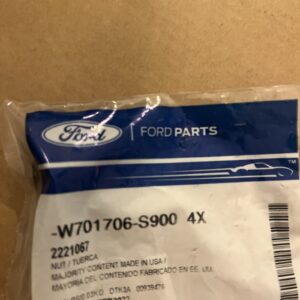 Ford FORD PARTS
-W701706-S900 4X
2221067
NUT / TUERCA
MAJORITY CONTENT MADE IN USA /
MAYORIA DEL CONTENIDO FABRICADO EN EE. UU.